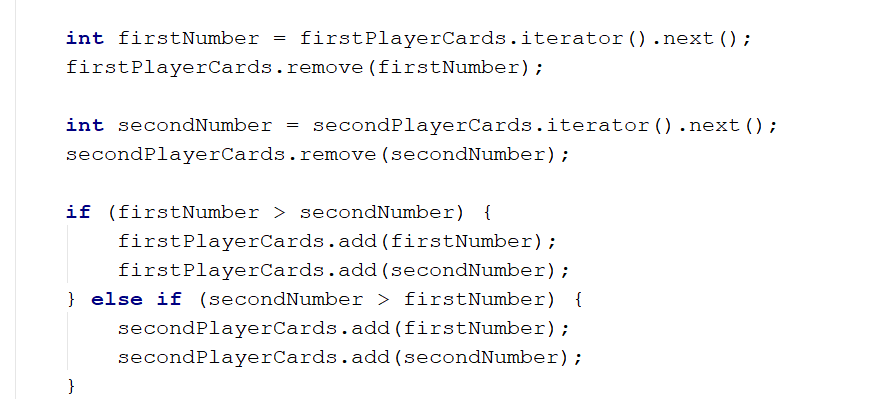 int firstNumber = firstPlayerCards.iterator().next();
firstPlayerCards.remove(firstNumber);
int secondNumber = secondPlayerCards.iterator().next();
secondPlayerCards.remove(secondNumber);
if (firstNumber > secondNumber) {
firstPlayerCards.add(firstNumber);
firstPlayerCards.add(secondNumber);
} else if (secondNumber > firstNumber) {
secondPlayerCards.add(firstNumber);
secondPlayerCards.add(secondNumber);
}